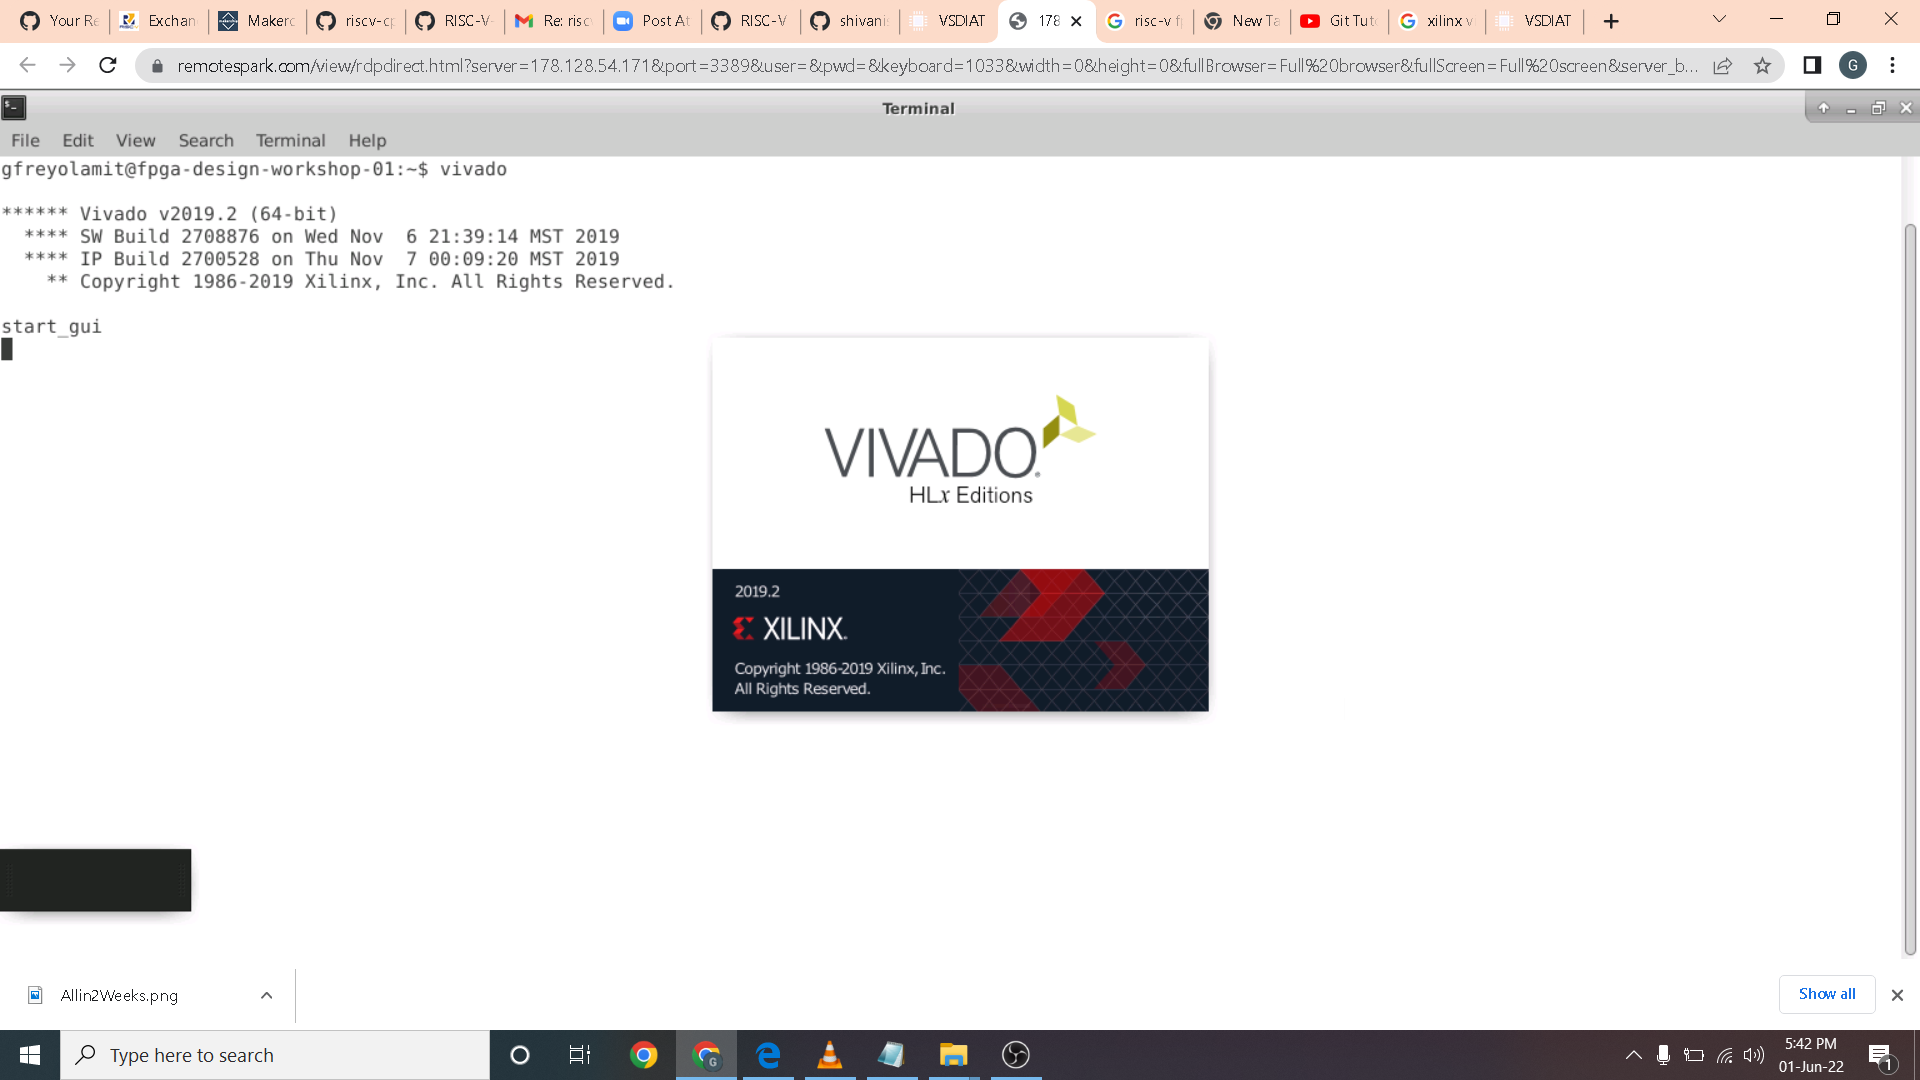 Your Re
Exchan
Makerc
riscv-cp
RISC-V-
Re: riscv
Post At
RISC-V
shivani
VSDIAT
178
risc-v f
New Ta
Git Tut
xilinx v
VSDIAT
remotespark.com/view/rdpdirect.html?server=178.128.54.171&port=3389&user=&pwd=&keyboard=1033&width=0&height=0&fullBrowser=Full%20browser&fullScreen=Full%20screen&server_b...
G
Terminal
File Edit View Search Terminal Help
gfreyolamit@fpga-design-workshop-01:~$ vivado
****** Vivado v2019.2 (64-bit)
**** SW Build 2708876 on Wed Nov  6 21:39:14 MST 2019
**** IP Build 2700528 on Thu Nov  7 00:09:20 MST 2019
** Copyright 1986-2019 Xilinx, Inc. All Rights Reserved.
start_gui
VIVADO
HLx Editions
2019.2
XILINX
Copyright 1986-2019 Xilinx, Inc.
All Rights Reserved.
Allin2Weeks.png
Show all
Type here to search
G
5:42 PM
01-Jun-22
1